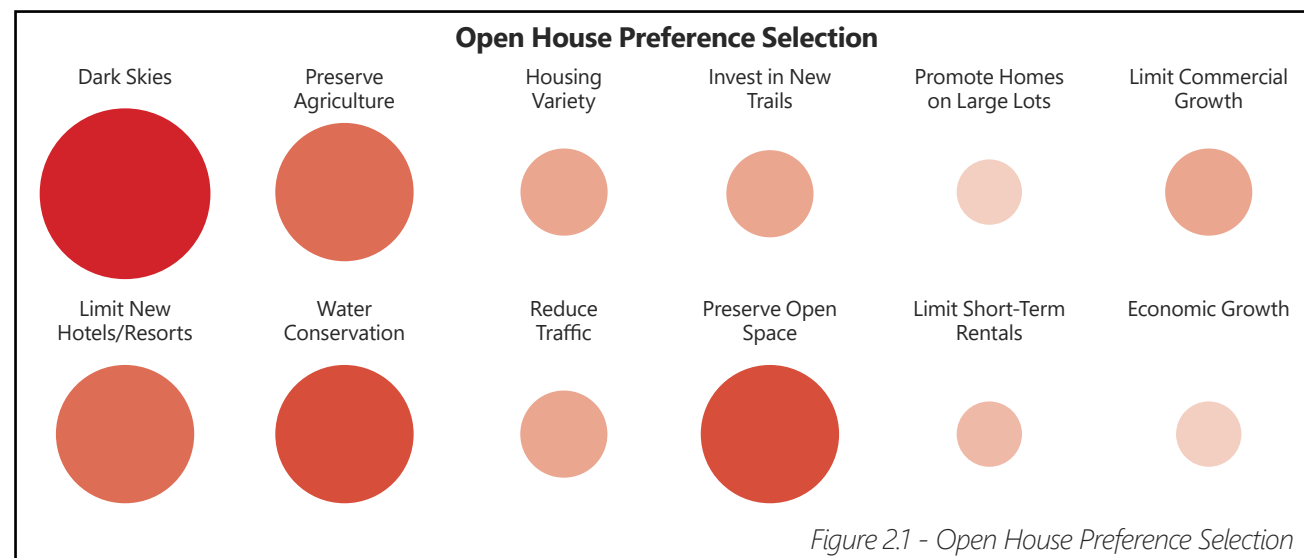 Open House Preference Selection
Dark Skies
Preserve
Agriculture
Housing
Variety
Invest in New
Trails
Promote Homes
on Large Lots
Limit Commercial
Growth
Limit New
Hotels/Resorts
Water
Conservation
Reduce
Traffic
Preserve Open
Space
Limit Short-Term
Rentals
Economic Growth
Figure 2.1 - Open House Preference Selection